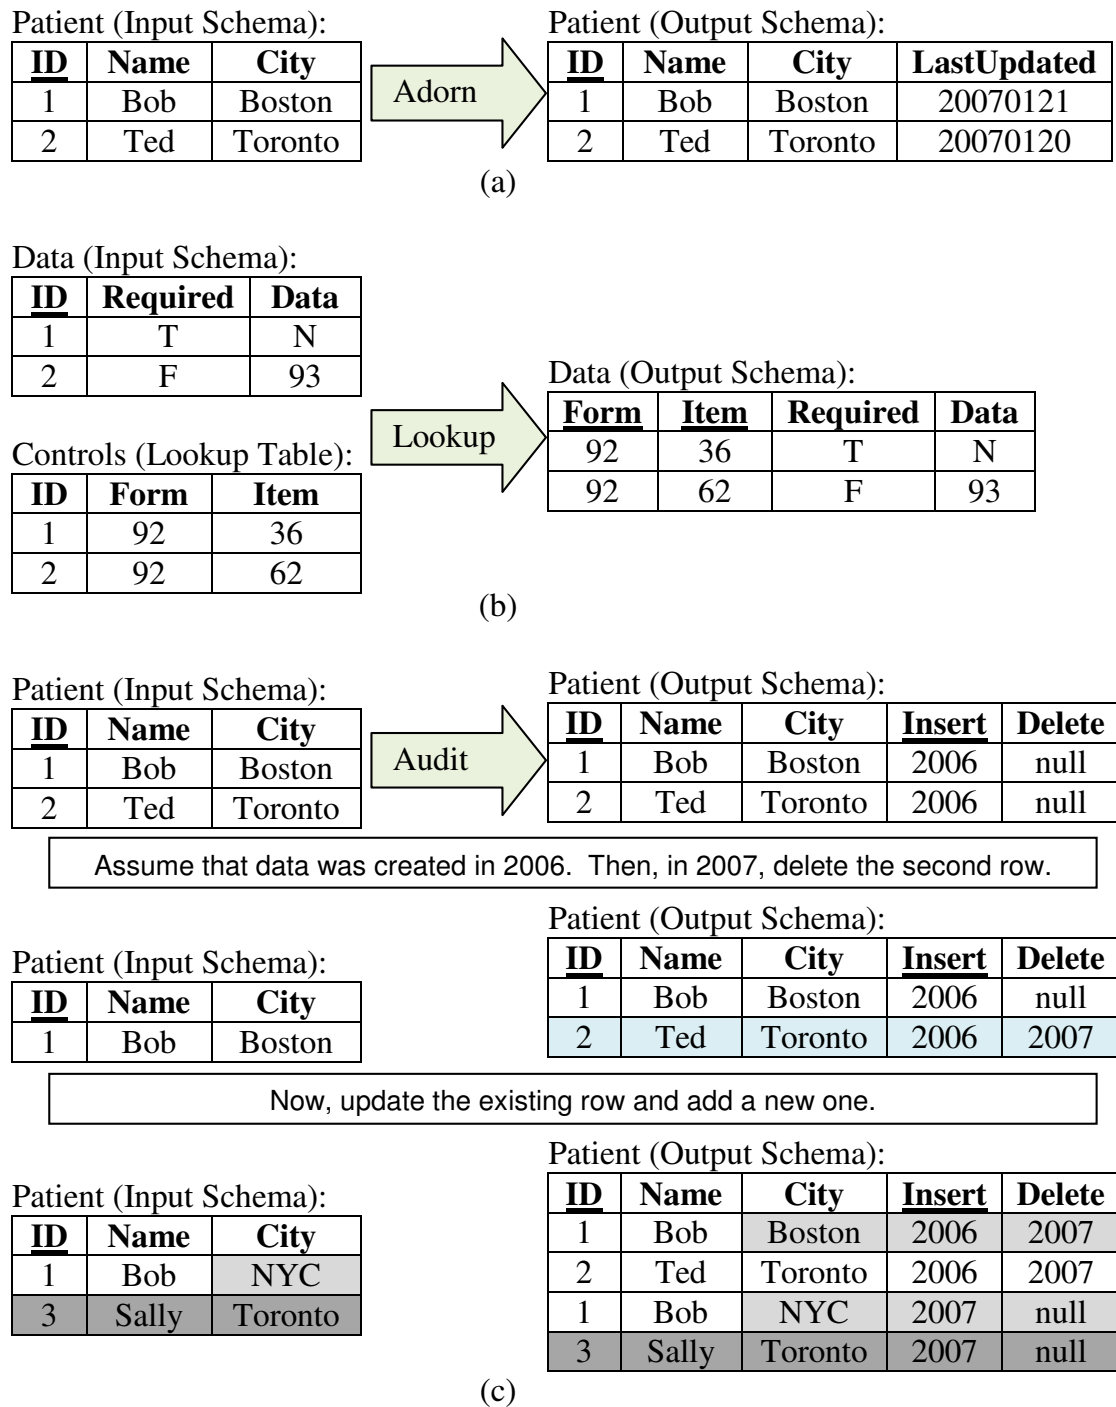 Patient (Input Schema):
ID Name City
1 Bob Boston
2 Ted Toronto
Adorn
Patient (Output Schema):
ID Name City LastUpdated
1 Bob Boston 20070121
2 Ted Toronto 20070120
(a)
Data (Input Schema):
ID Required Data
1 T N
2 F 93
Controls (Lookup Table):
ID Form Item
1 92 36
2 92 62
Lookup
Data (Output Schema):
Form Item Required Data
92 36 T N
92 62 F 93
(b)
Patient (Input Schema):
ID Name City
1 Bob Boston
2 Ted Toronto
Audit
Patient (Output Schema):
ID Name City Insert Delete
1 Bob Boston 2006 null
2 Ted Toronto 2006 null
Assume that data was created in 2006. Then, in 2007, delete the second row.
Patient (Input Schema):
ID Name City
1 Bob Boston
Patient (Output Schema):
ID Name City Insert Delete
1 Bob Boston 2006 null
2 Ted Toronto 2006 2007
Now, update the existing row and add a new one.
Patient (Input Schema):
ID Name City
1 Bob NYC
3 Sally Toronto
Patient (Output Schema):
ID Name City Insert Delete
1 Bob Boston 2006 2007
2 Ted Toronto 2006 2007
1 Bob NYC 2007 null
3 Sally Toronto 2007 null
(c)